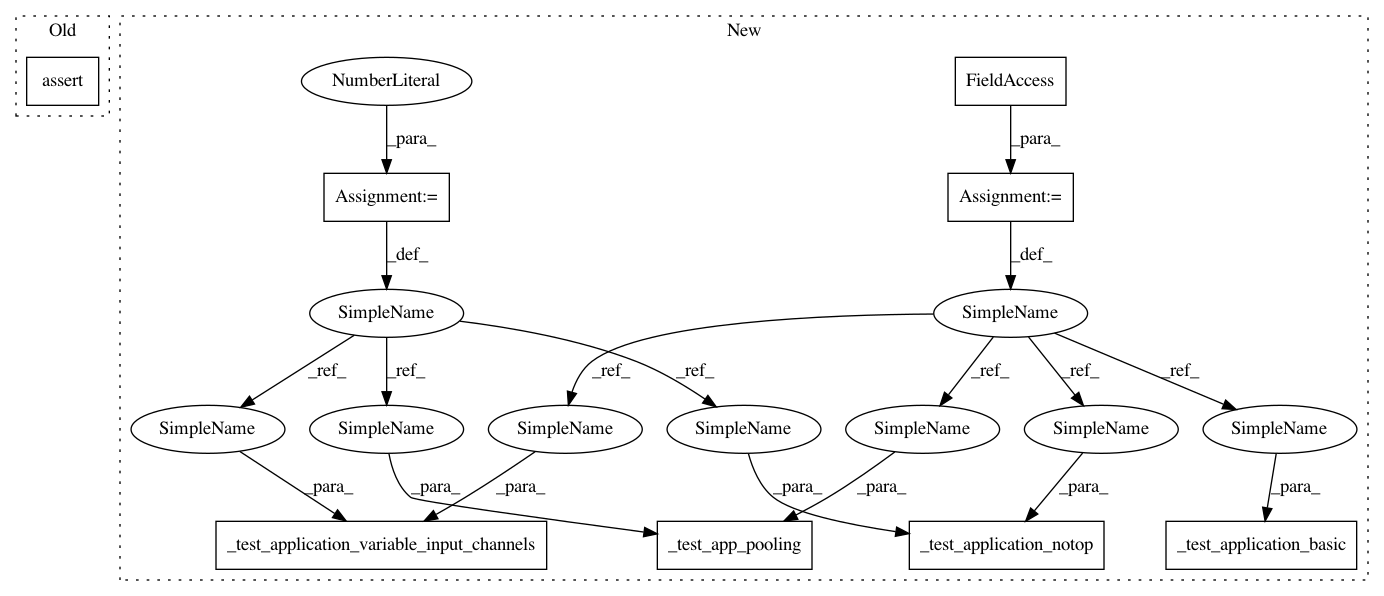 Old
New
assert
NumberLiteral
FieldAccess
_para_
_para_
Assignment:=
Assignment:=
_def_
_def_
SimpleName
SimpleName
_ref_
_ref_
_ref_
_ref_
_ref_
_ref_
_ref_
SimpleName
SimpleName
SimpleName
SimpleName
SimpleName
SimpleName
SimpleName
_para_
_para_
_para_
_para_
_para_
_para_
_para_
_test_application_variable_input_channels
_test_app_pooling
_test_application_notop
_test_application_basic